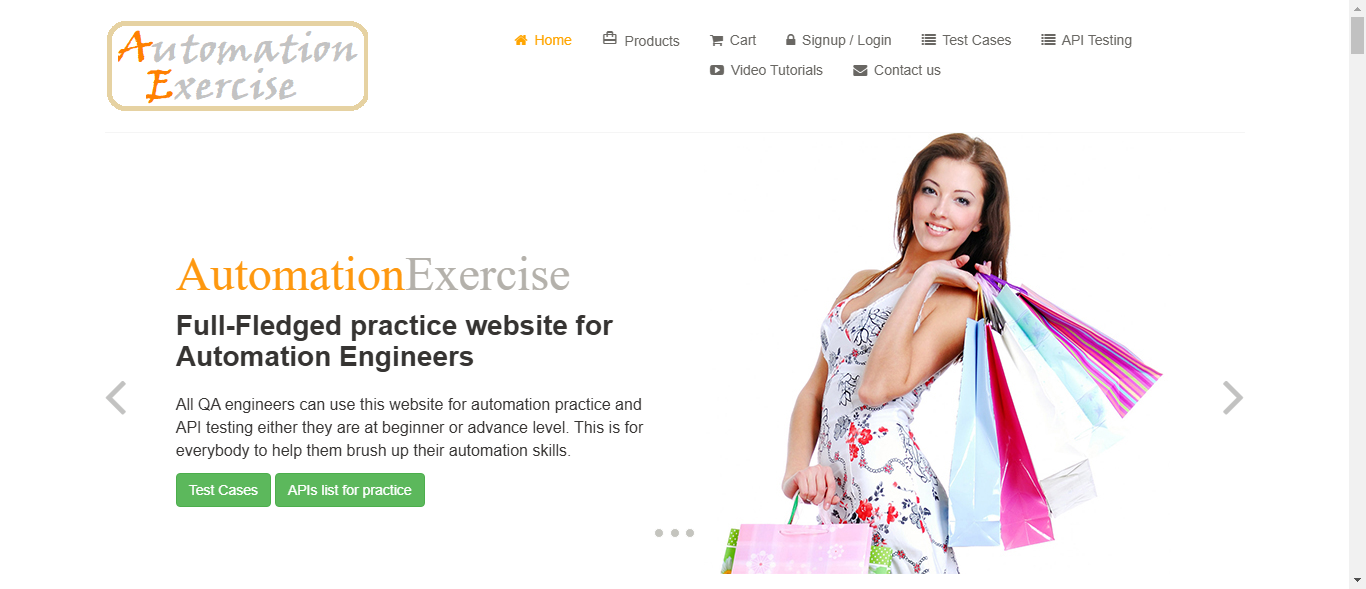 Automation
Exercise
Home Products Cart Signup / Login Test Cases API Testing
Video Tutorials Contact us
AutomationExercise
Full-Fledged practice website for
Automation Engineers
All QA engineers can use this website for automation practice and
API testing either they are at beginner or advance level. This is for
everybody to help them brush up their automation skills.
Test Cases APIs list for practice